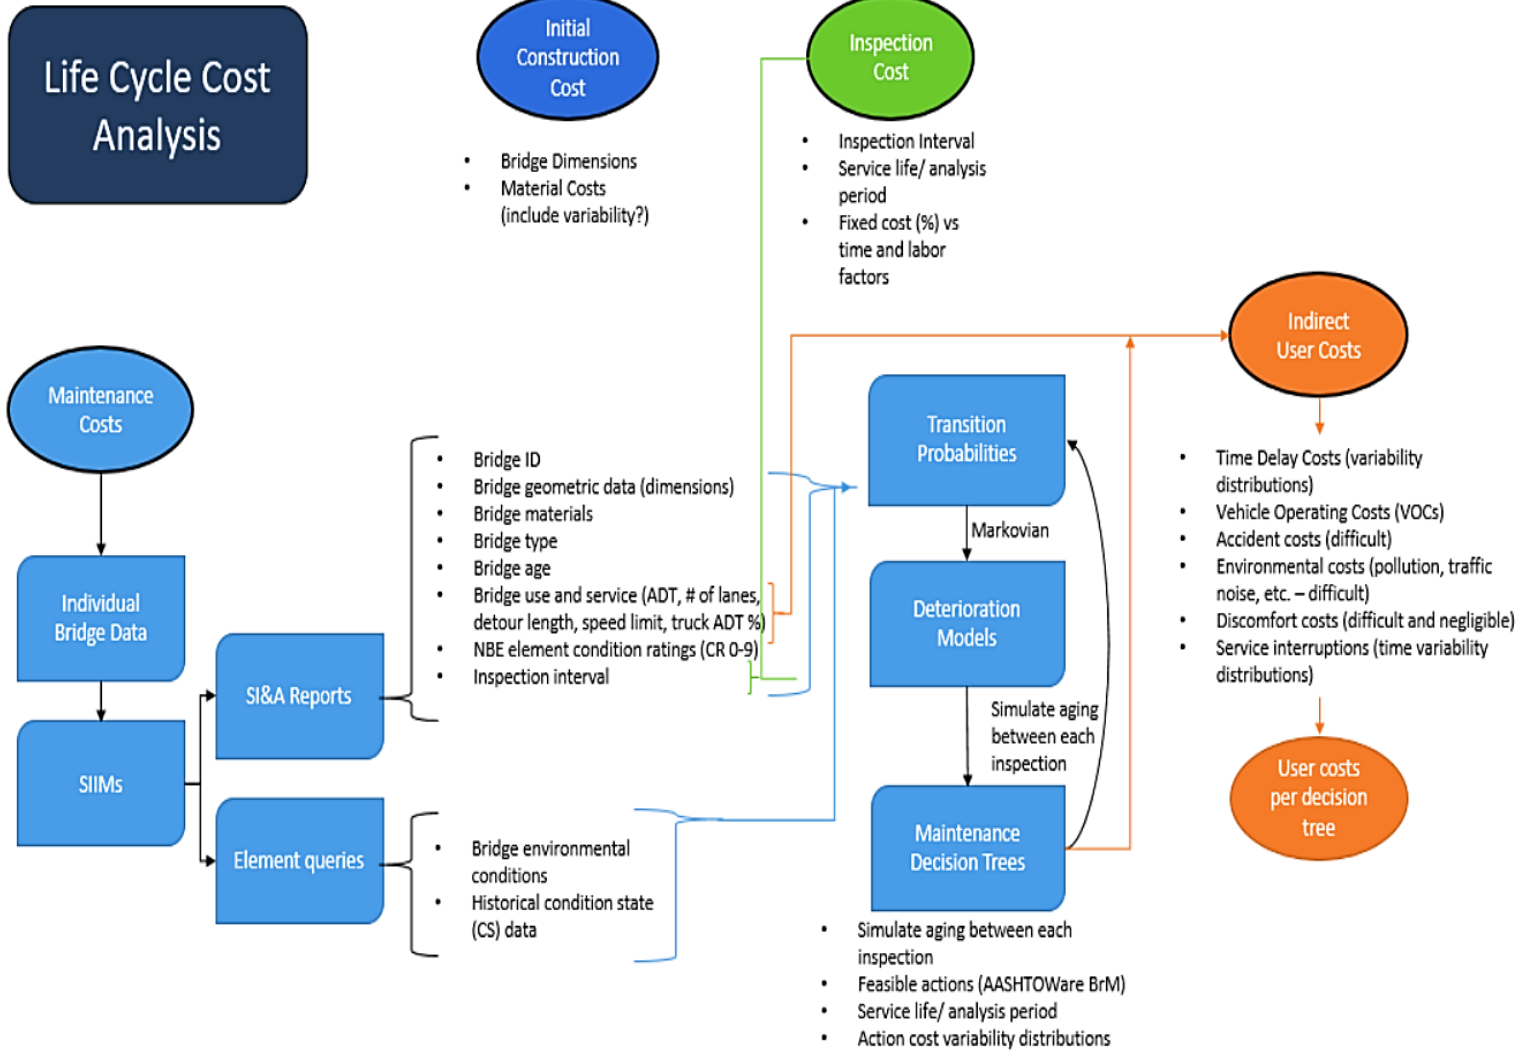 Life Cycle Cost
Analysis
Initial
Construction
Cost
• Bridge Dimensions
• Material Costs
(include variability?)
Inspection
Cost
• Inspection Interval
• Service life/ analysis
period
• Fixed cost (%) vs
time and labor
factors
Maintenance
Costs
Individual
Bridge Data
SIIMs
SI&A Reports
Element queries
• Bridge ID
• Bridge geometric data (dimensions)
• Bridge materials
• Bridge type
• Bridge age
• Bridge use and service (ADT, # of lanes,
detour length, speed limit, truck ADT %)
• NBE element condition ratings (CR 0-9)
• Inspection interval
• Bridge environmental
conditions
• Historical condition state
(CS) data
Transition
Probabilities
Markovian
Deterioration
Models
Simulate aging
between each
inspection
Maintenance
Decision Trees
• Simulate aging between each
inspection
• Feasible actions (AASHTOWare BrM)
• Service life/ analysis period
• Action cost variability distributions
Indirect
User Costs
• Time Delay Costs (variability
distributions)
• Vehicle Operating Costs (VOCs)
• Accident costs (difficult)
• Environmental costs (pollution, traffic
noise, etc. – difficult)
• Discomfort costs (difficult and negligible)
• Service interruptions (time variability
distributions)
User costs
per decision
tree